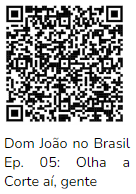 Dom João no Brasil
Ep. 05: Olha a
Corte aí, gente